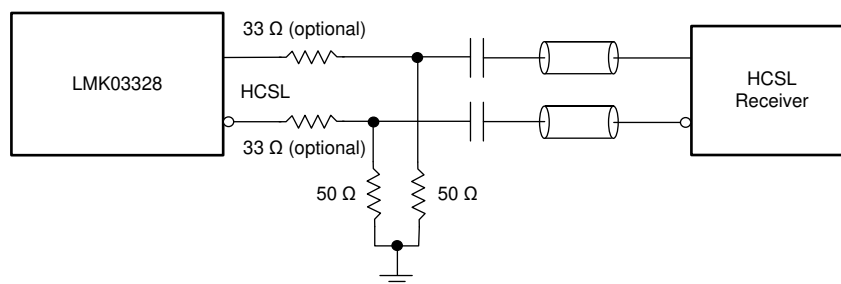 33 Ω (optional)
LMK03328
HCSL
HCSL
Receiver
33 Ω (optional)
50 Ω
50 Ω